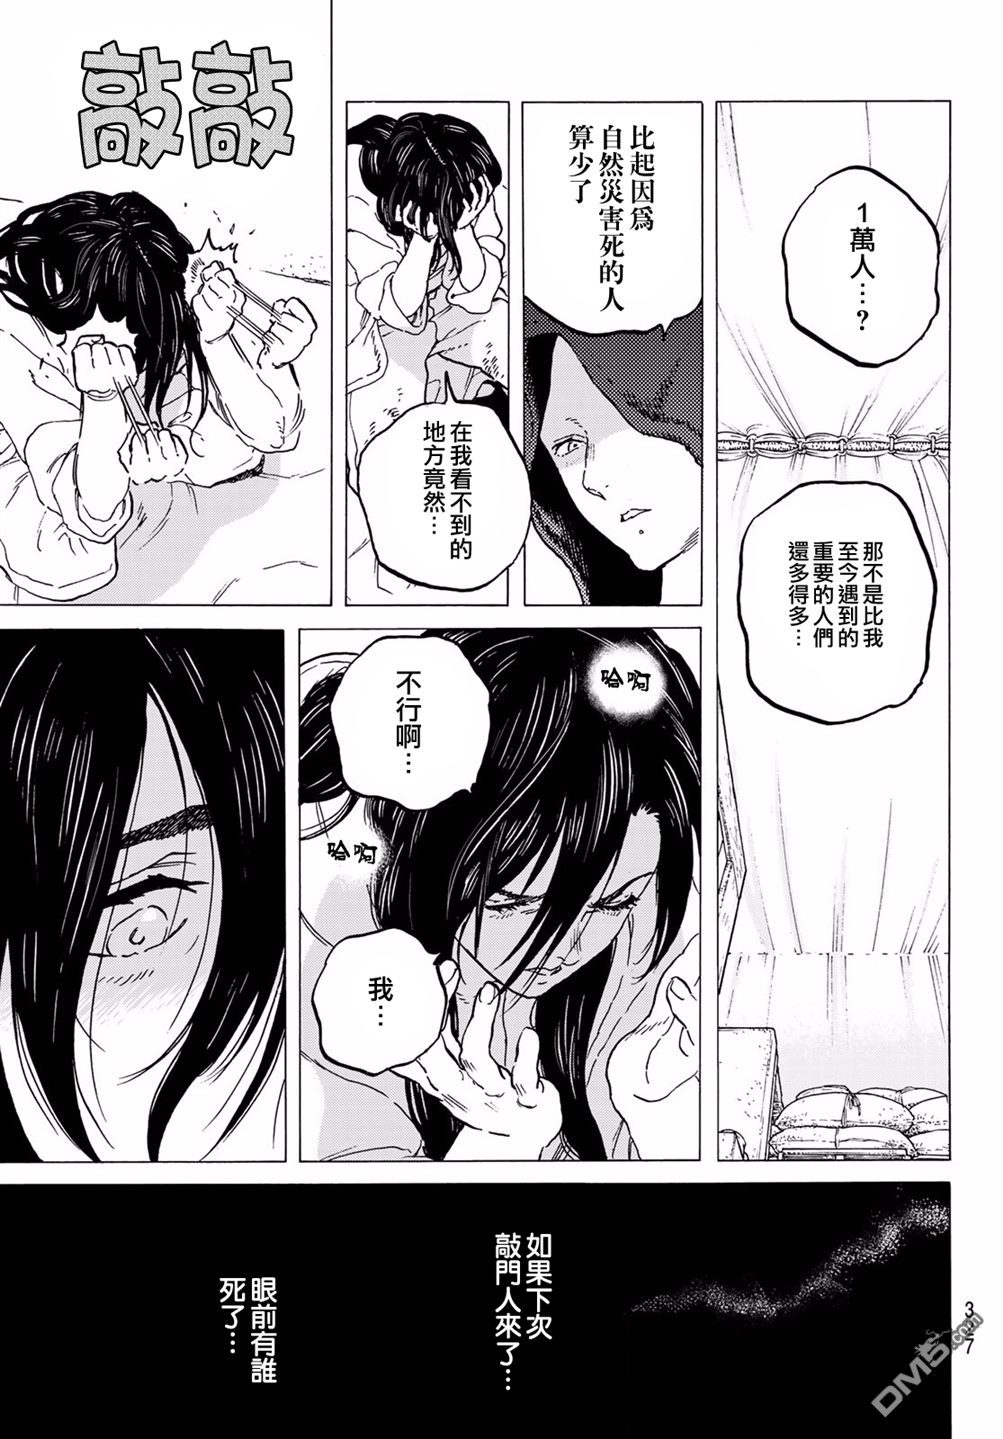 1萬人…?
那不是比我
至今遇到的
重要的人們
還多得多…
比起因爲
自然災害死的人
算少了
在我看不到的
地方竟然…
敲敲
哈啊
不行啊…
哈啊
我…
如果下次
敲門人來了…
眼前有誰
死了…
327
DM5.com